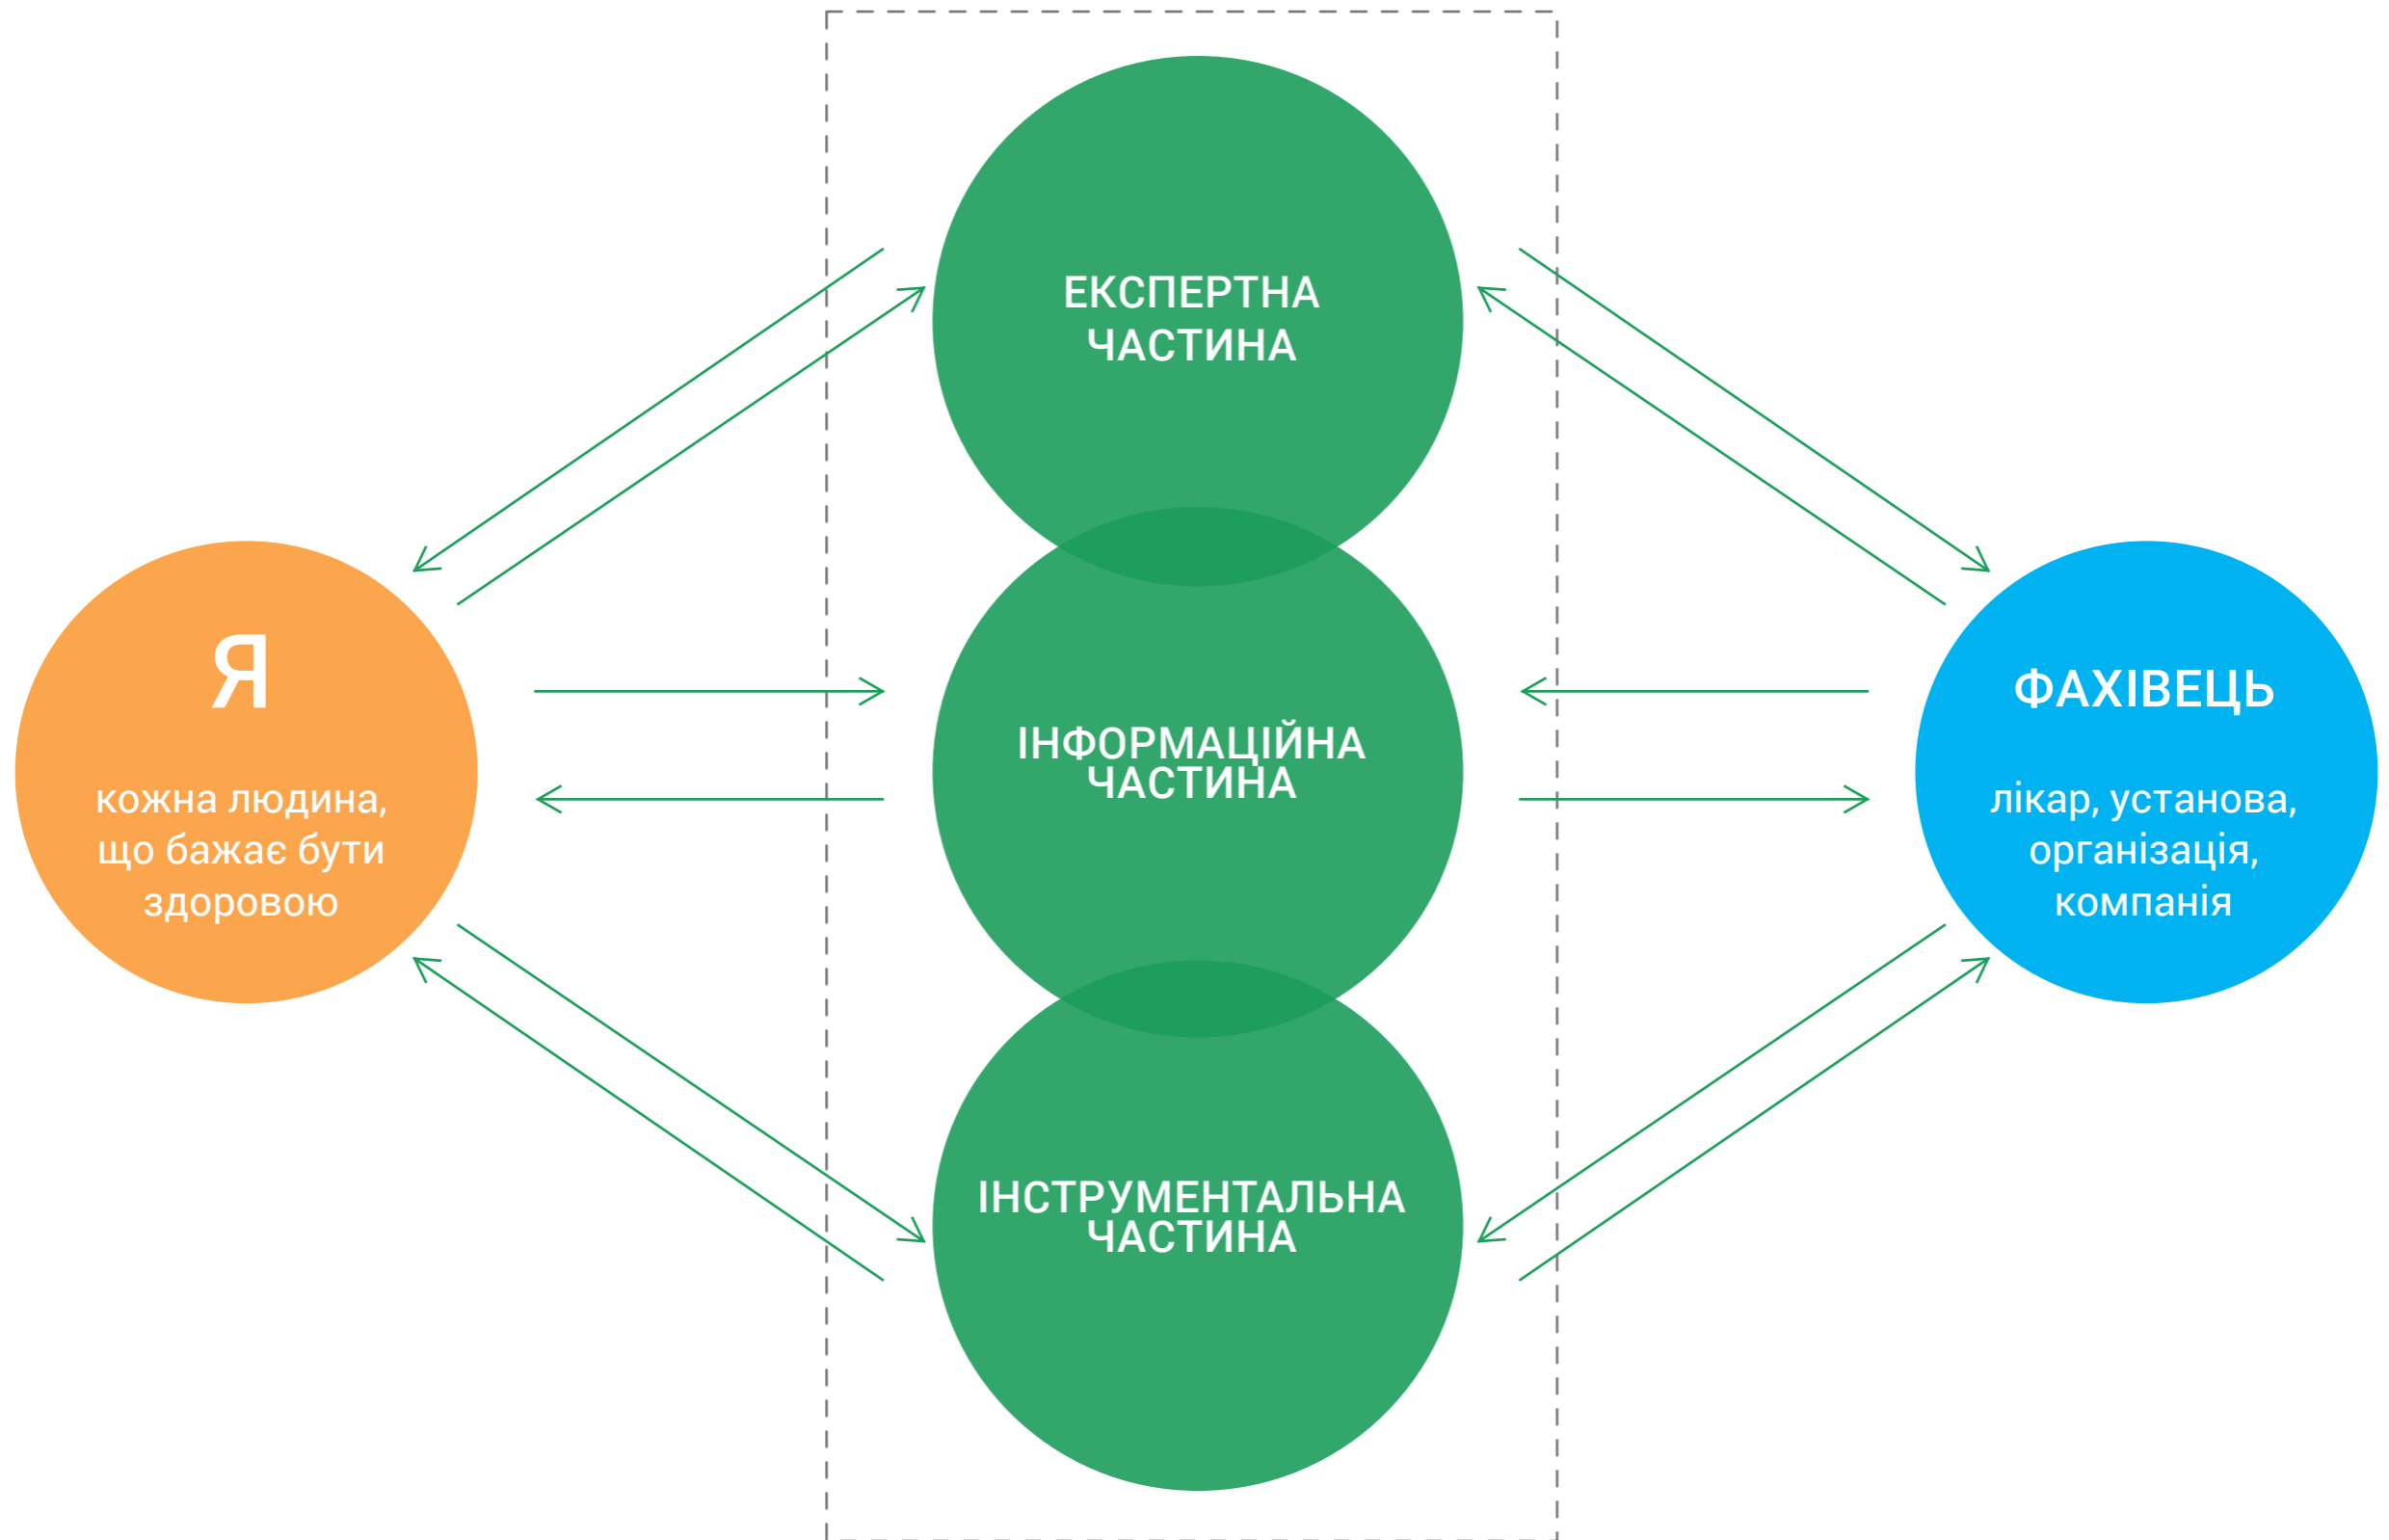 ЕКСПЕРТНА
ЧАСТИНА
Я
кожна людина,
що бажає бути
здоровою
ІНФОРМАЦІЙНА
ЧАСТИНА
ФАХІВЕЦЬ
лікар, установа,
організація,
компанія
ІНСТРУМЕНТАЛЬНА
ЧАСТИНА